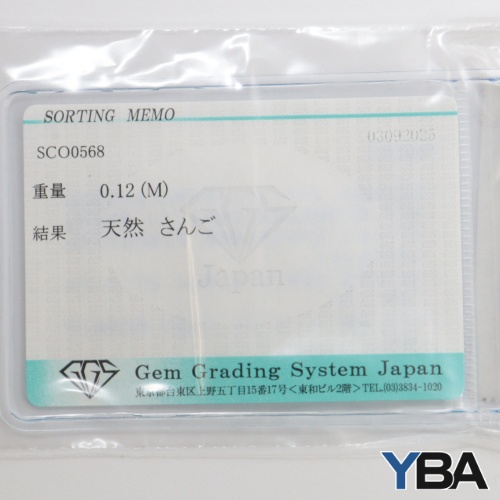 SORTING MEMO
03093025
SCO0568
重量 0.12 (M)
結果 天然 さんご
GGS
Japan
GGS Gem Grading System Japan
東京都台東区上野五丁目15番17号＜東和ビル2階＞TEL.(03)3834-1020
YBA